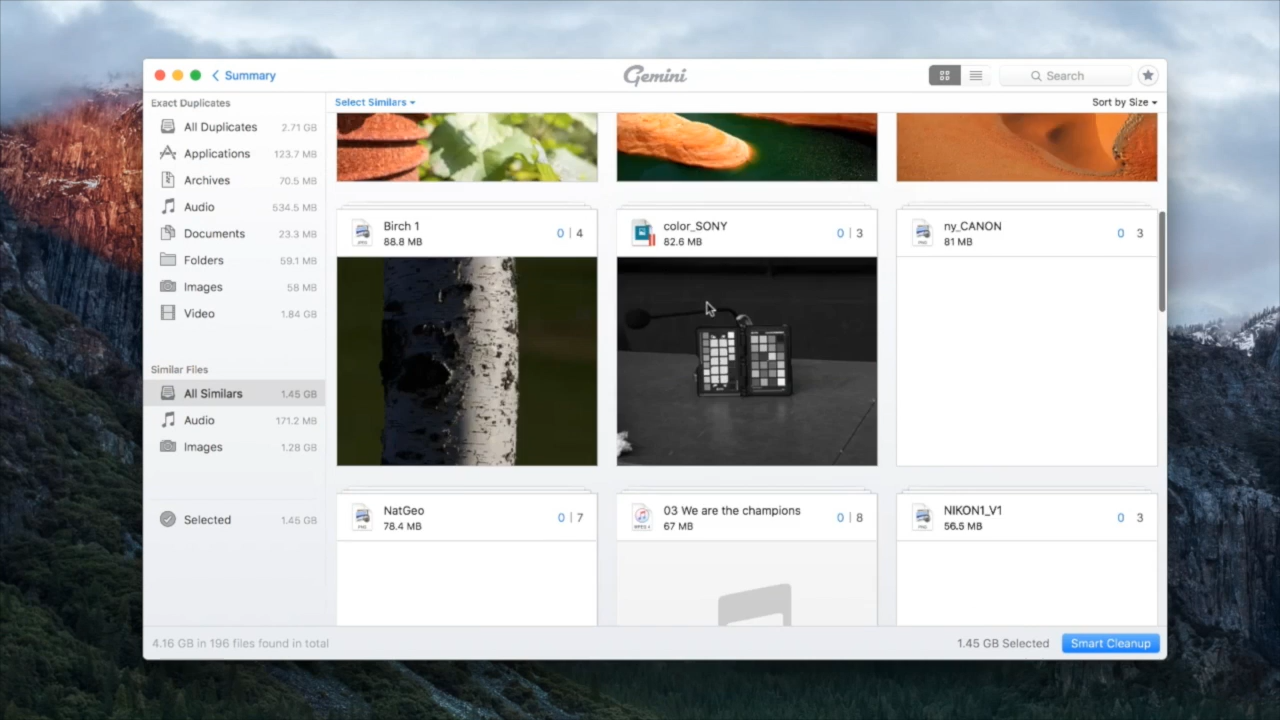 Summary
Gemini
Search
Exact Duplicates
Select Similars
Sort by Size
All Duplicates 2.71 GB
Applications 123.7 MB
Archives 70.5 MB
Audio 534.5 MB
Documents 23.3 MB
Folders 59.1 MB
Images 58 MB
Video 1.84 GB
Similar Files
All Similars 1.45 GB
Audio 171.2 MB
Images 1.28 GB
Selected 1.45 GB
Birch 1
88.8 MB
0 | 4
JPEG
color_SONY
82.6 MB
0 | 3
ny_CANON
81 MB
0 3
PNG
NatGeo
78.4 MB
0 | 7
PNG
03 We are the champions
67 MB
0 | 8
MPEG 4
NIKON1_V1
56.5 MB
0 3
PNG
4.16 GB in 196 files found in total
1.45 GB Selected
Smart Cleanup